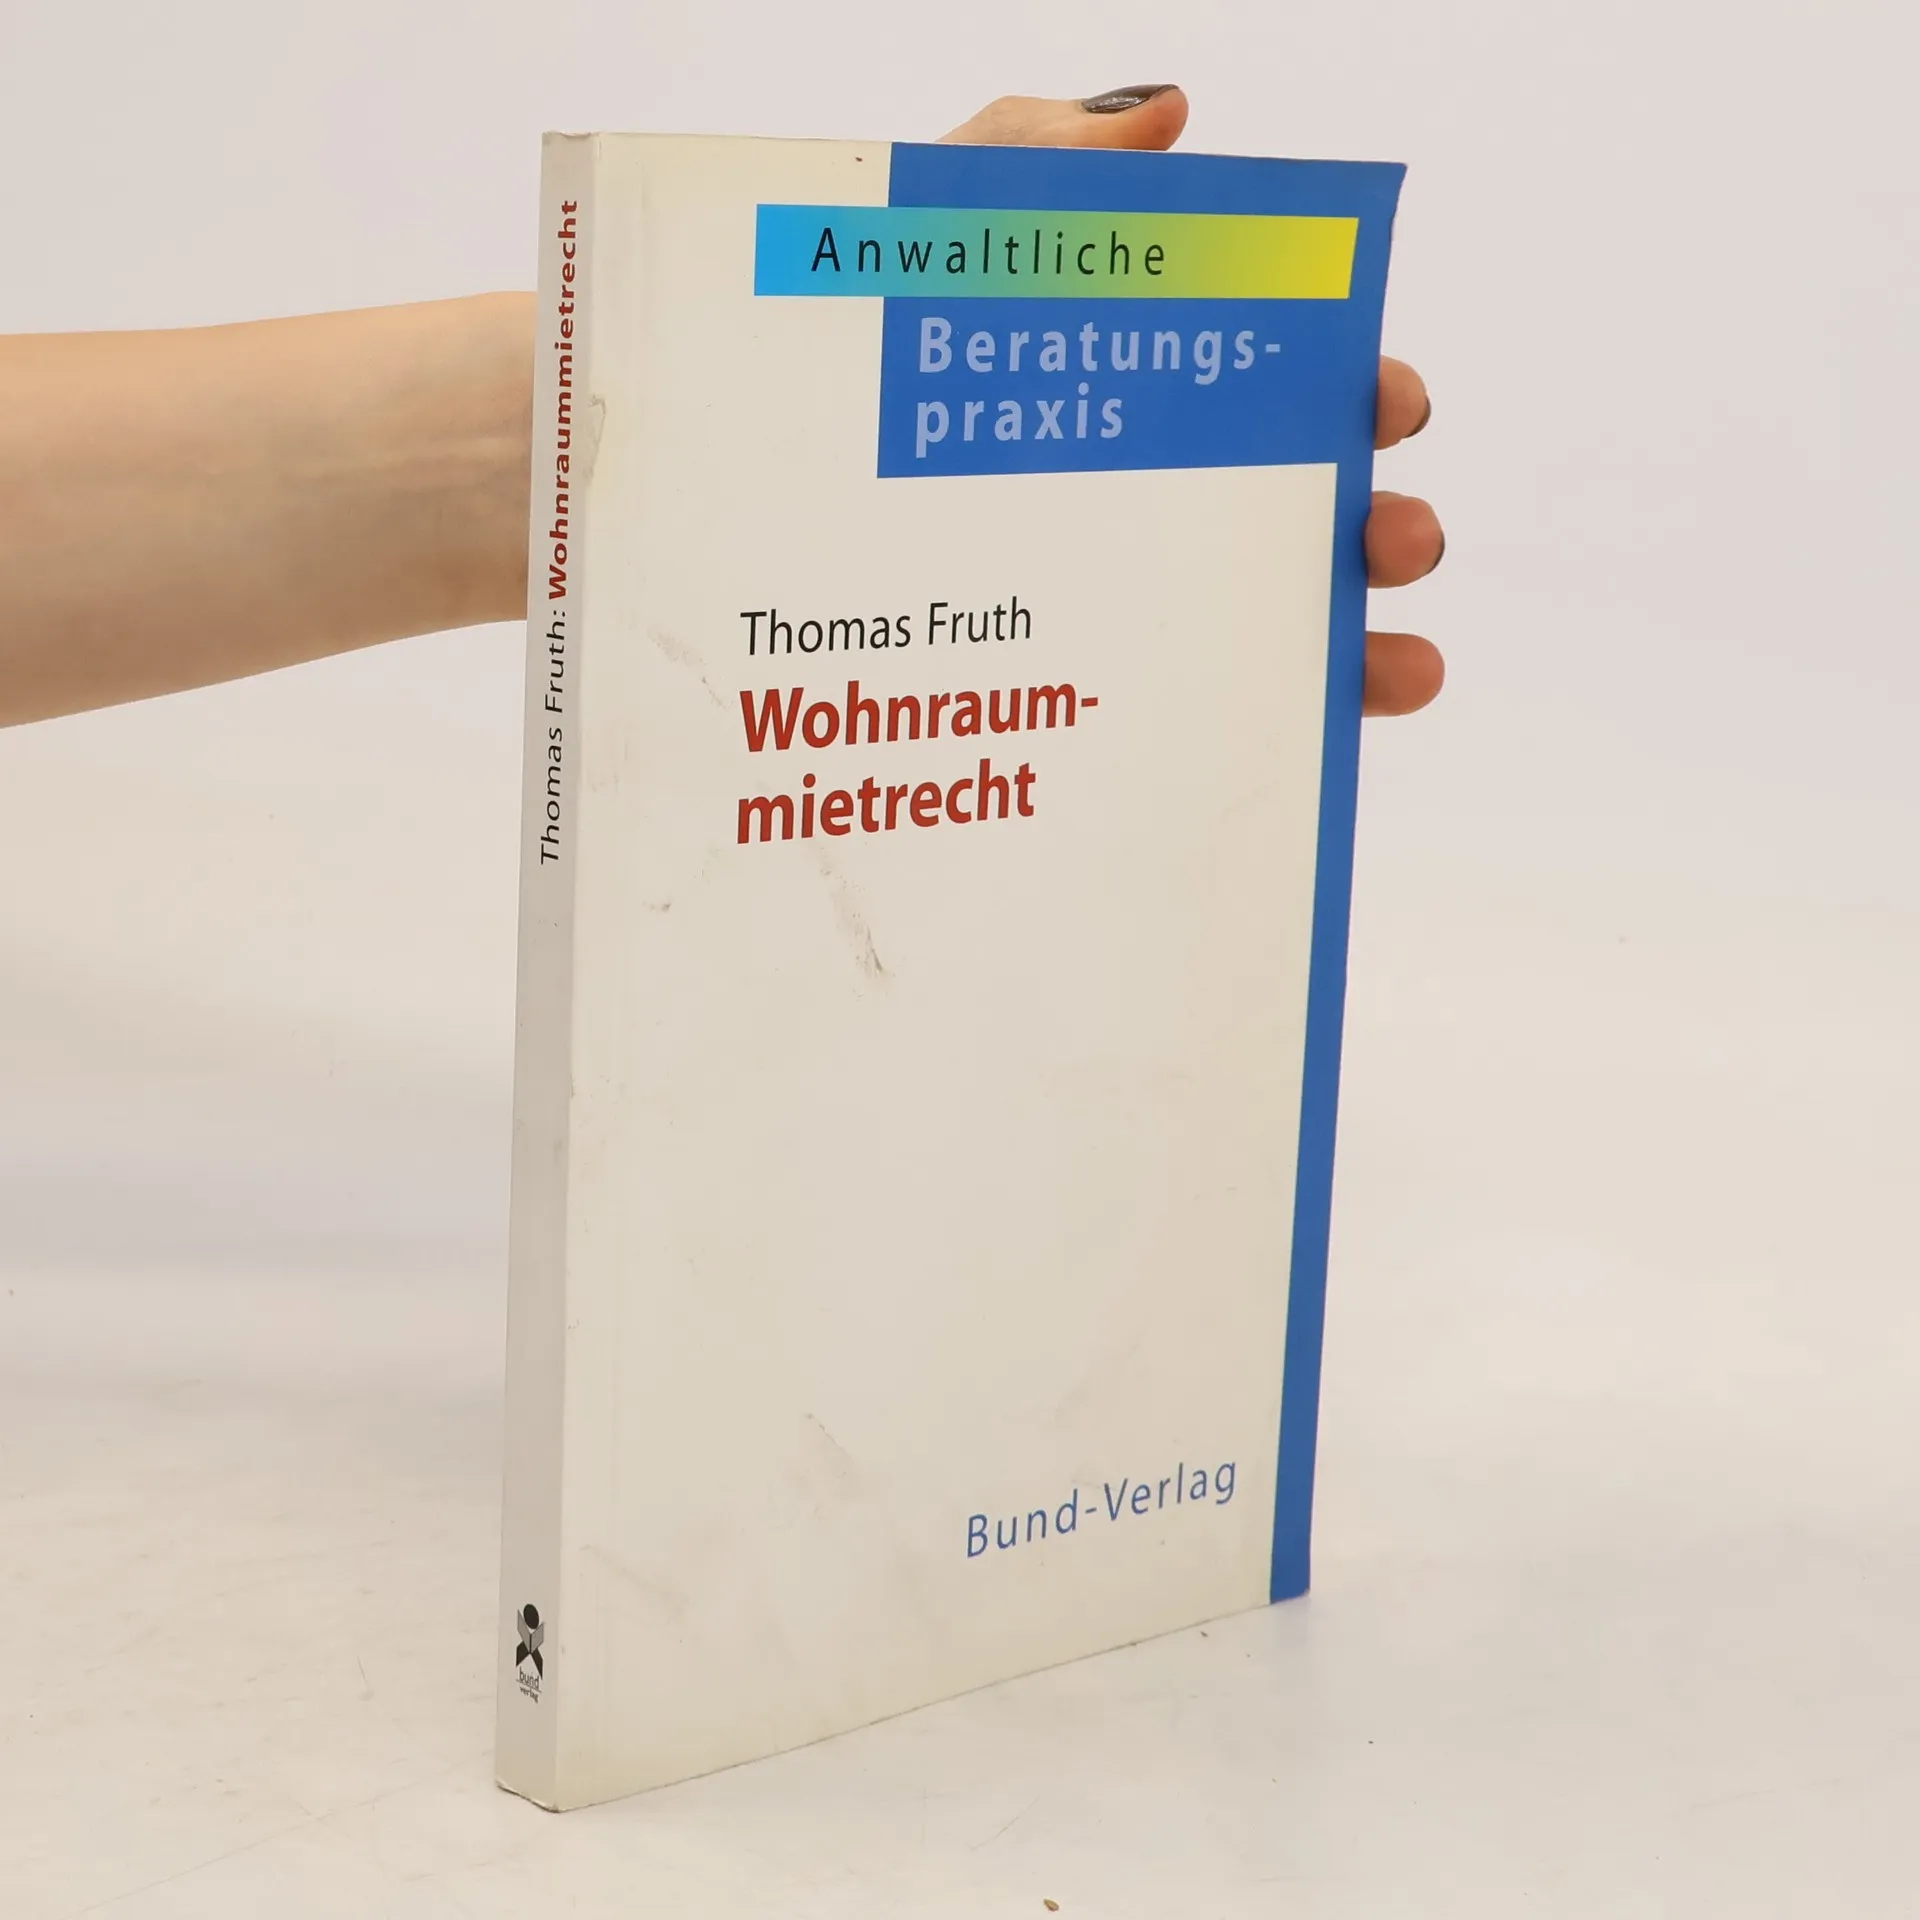 Anwaltliche
Beratungs-
praxis
Thomas Fruth
Wohnraum-
mietrecht
Bund-Verlag
Thomas Fruth: Wohnraummietrecht
bund
verlag